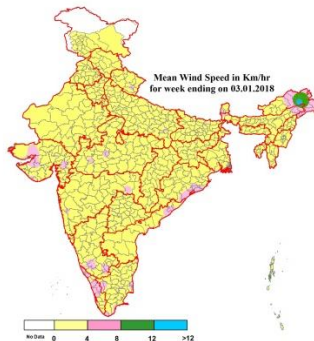 Mean Wind Speed in Km/hr
for week ending on 03.01.2018
No Data 0 4 8 12 >12